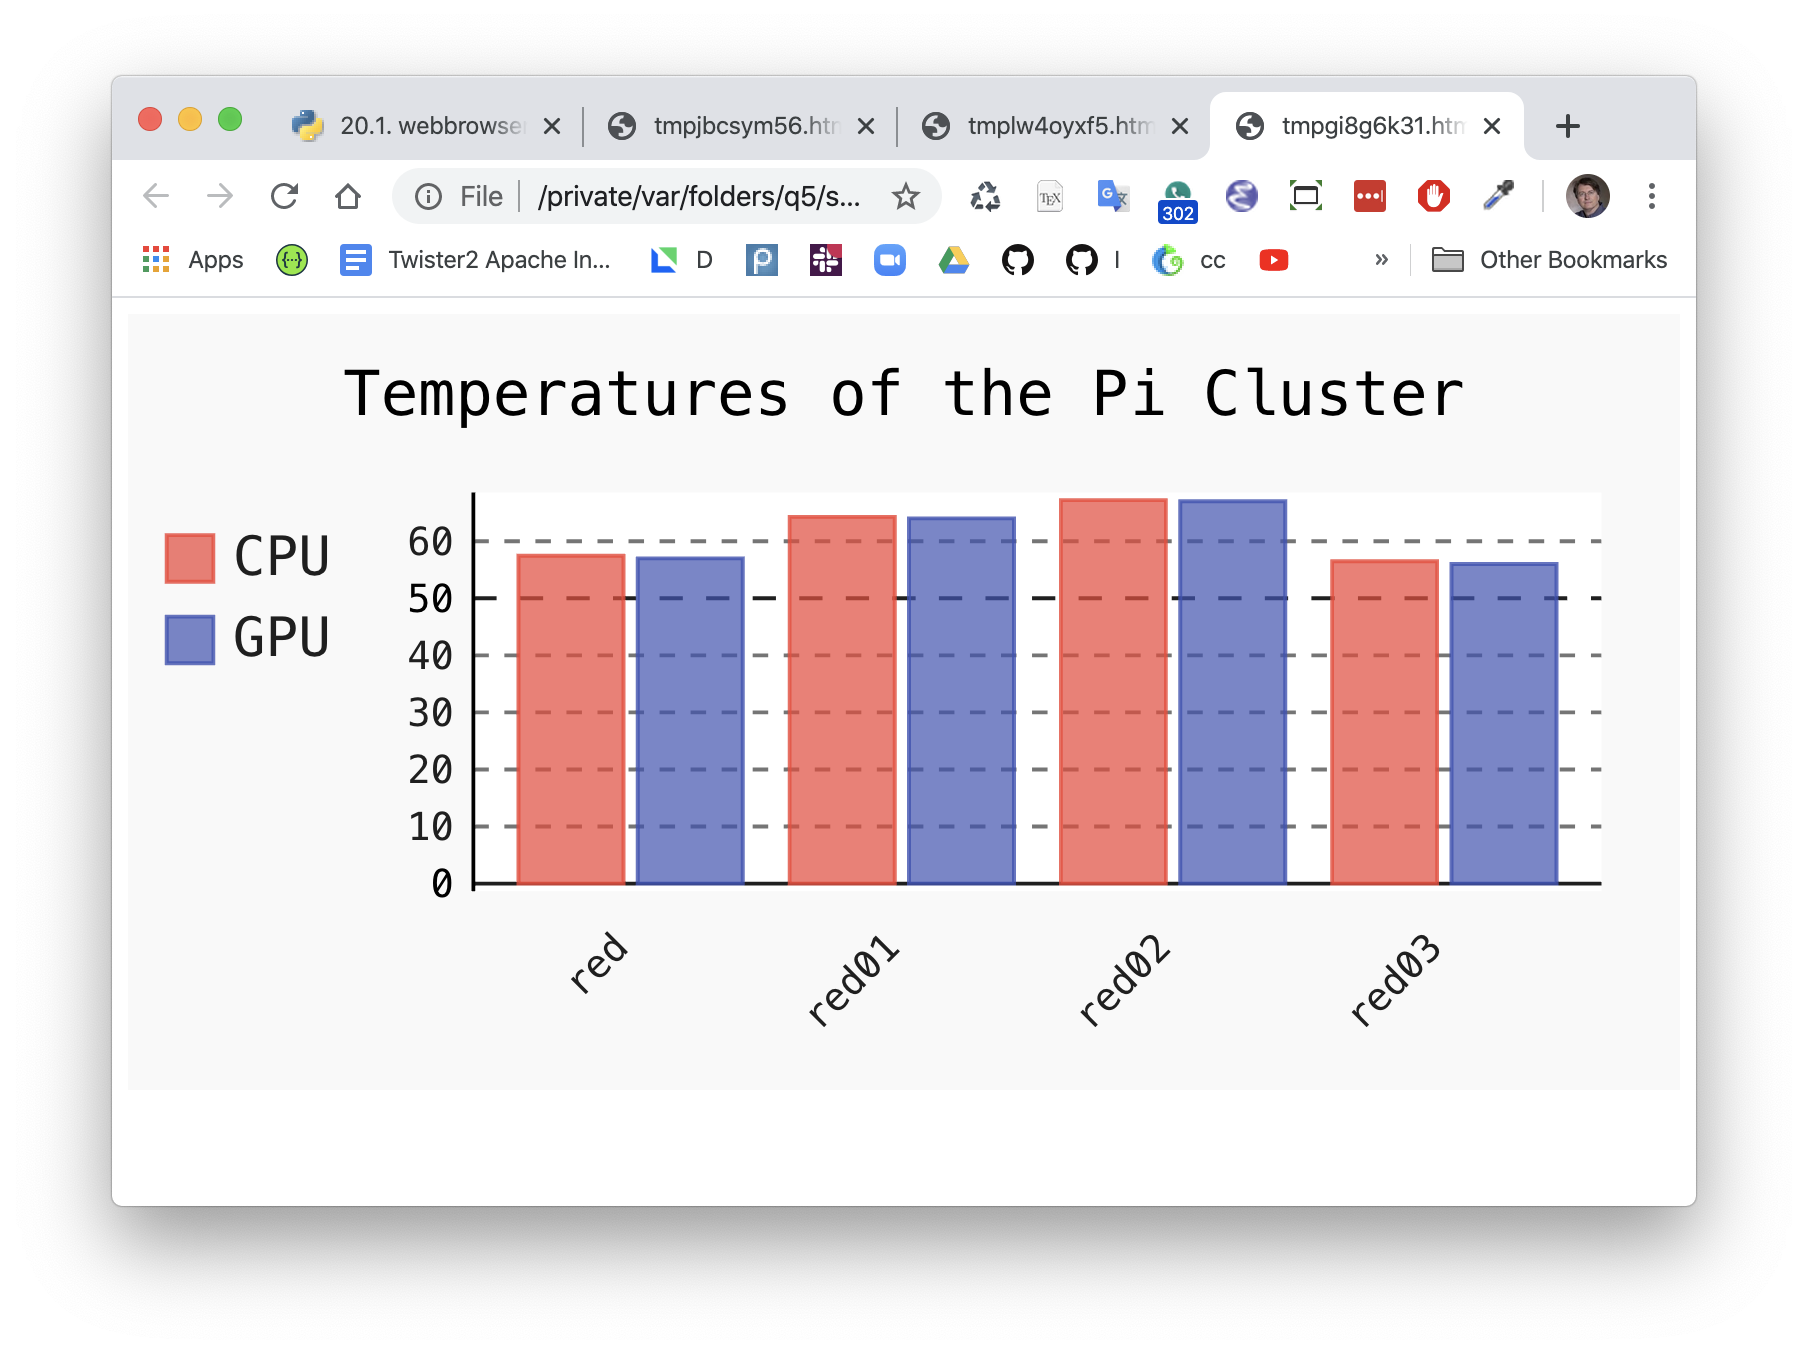 20.1. webbrowser
tmpjbcsym56.htm
tmplw4oyxf5.htm
tmpgi8g6k31.htm
File
/private/var/folders/q5/s...
TEX
G
302
Apps
Twister2 Apache In...
D
I
cc
»
Other Bookmarks
Temperatures of the Pi Cluster
CPU
GPU
60
50
40
30
20
10
0
red
red01
red02
red03